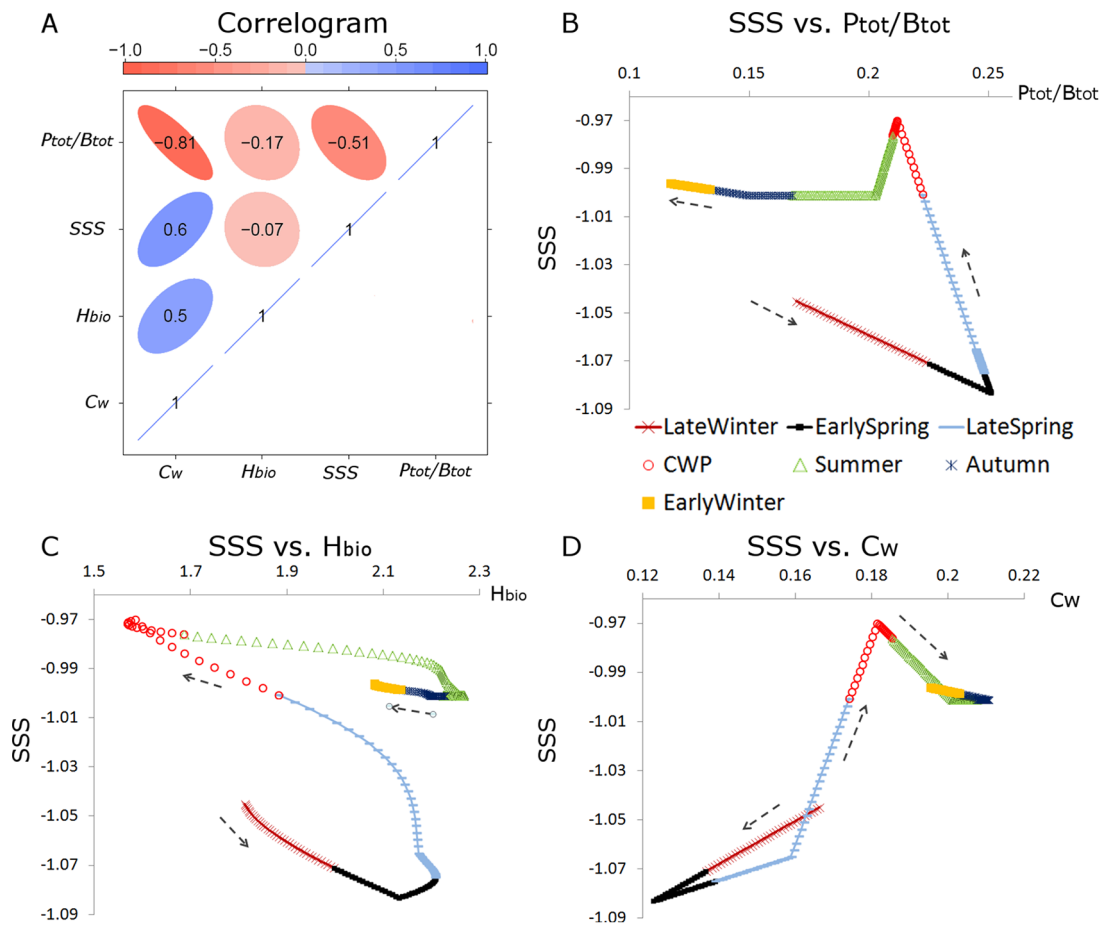 A
Correlogram
−1.0 −0.5 0.0 0.5 1.0
Ptot/Btot −0.81 −0.17 −0.51 1
SSS 0.6 −0.07 1
Hbio 0.5 1
Cw 1
Cw Hbio SSS Ptot/Btot
B
SSS vs. Ptot/Btot
0.1 0.15 0.2 0.25
Ptot/Btot
-0.97
-0.99
-1.01
-1.03
-1.05
-1.07
-1.09
SSS
LateWinter EarlySpring LateSpring
CWP Summer Autumn
EarlyWinter
C
SSS vs. Hbio
1.5 1.7 1.9 2.1 2.3
Hbio
-0.97
-0.99
-1.01
-1.03
-1.05
-1.07
-1.09
SSS
D
SSS vs. Cw
0.12 0.14 0.16 0.18 0.2 0.22
Cw
-0.97
-0.99
-1.01
-1.03
-1.05
-1.07
-1.09
SSS